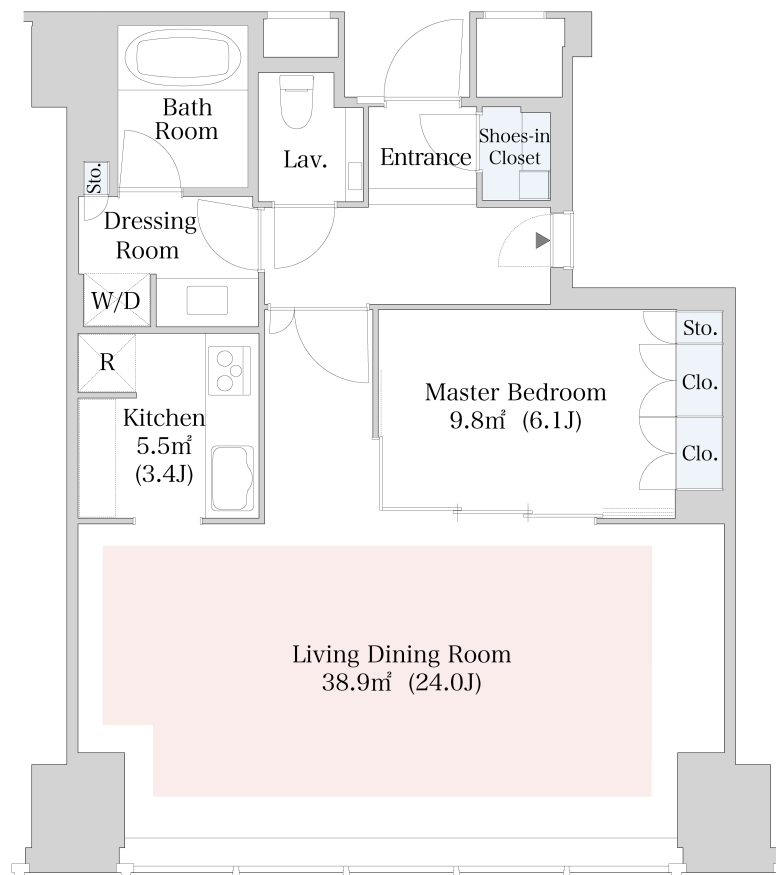 Bath
Room
Lav.
Entrance
Shoes-in
Closet
Sto.
Dressing
Room
W/D
R
Kitchen
5.5㎡
(3.4J)
Master Bedroom
9.8㎡ (6.1J)
Sto.
Clo.
Clo.
Living Dining Room
38.9㎡ (24.0J)